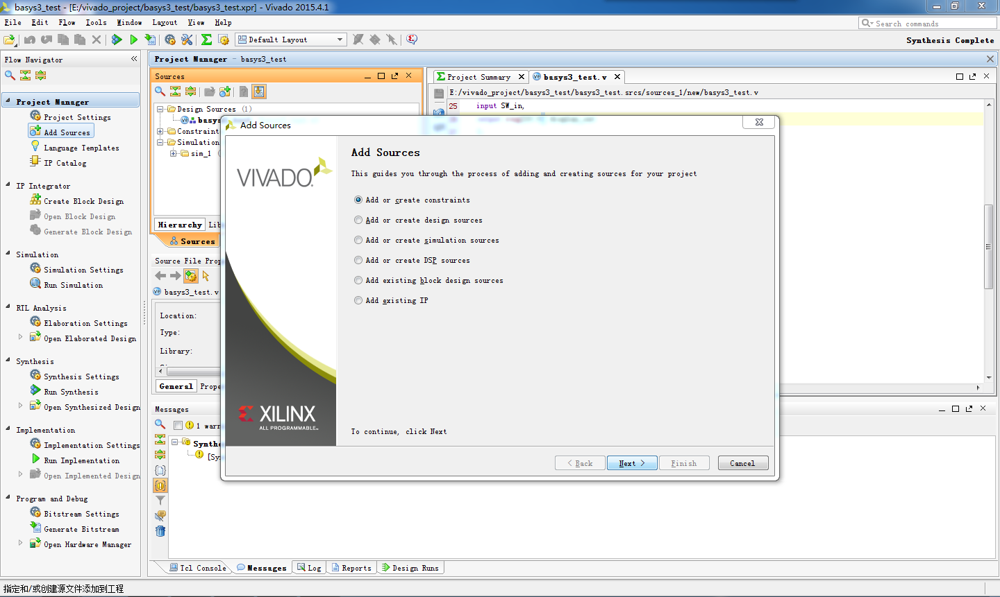 basys3_test - [E:/vivado_project/basys3_test/basys3_test.xpr] - Vivado 2015.4.1
File Edit Flow Tools Window Layout View Help
Search commands
Default Layout
Synthesis Complete
Flow Navigator
Project Manager - basys3_test
Project Manager
Project Settings
Add Sources
Language Templates
IP Catalog
IP Integrator
Create Block Design
Open Block Design
Generate Block Design
Simulation
Simulation Settings
Run Simulation
RTL Analysis
Elaboration Settings
Open Elaborated Design
Synthesis
Synthesis Settings
Run Synthesis
Open Synthesized Design
Implementation
Implementation Settings
Run Implementation
Open Implemented Design
Program and Debug
Bitstream Settings
Generate Bitstream
Open Hardware Manager
Sources
Design Sources (1)
basys
Constraint
Simulation
sim_1
Hierarchy
Lib
Sources
Source File Prop
basys3_test.v
Location:
Type:
Library:
General
Prope
Project Summary
basys3_test.v
E:/vivado_project/basys3_test/basys3_test.srcs/sources_1/new/basys3_test.v
25 input SW_in,
Add Sources
VIVADO.
XILINX
ALL PROGRAMMABLE™
Add Sources
This guides you through the process of adding and creating sources for your project
Add or create constraints
Add or create design sources
Add or create simulation sources
Add or create DSP sources
Add existing block design sources
Add existing IP
To continue, click Next
< Back
Next >
Finish
Cancel
Messages
1 warn
Synthe
[Syn
Tcl Console
Messages
Log
Reports
Design Runs
指定和/或创建源文件添加到工程